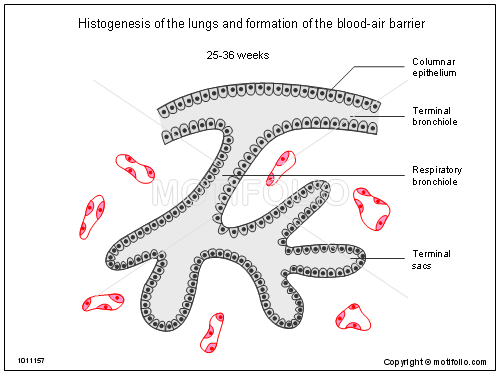 Histogenesis of the lungs and formation of the blood-air barrier
25-36 weeks
Columnar
epithelium
Terminal
bronchiole
Respiratory
bronchiole
MOTIFOLIO
Terminal
sacs
1011157
Copyright © motifolio.com